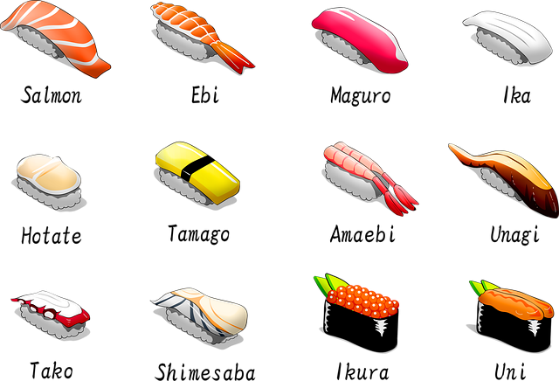 Salmon
Ebi
Maguro
Ika
Hotate
Tamago
Amaebi
Unagi
Tako
Shimesaba
Ikura
Uni